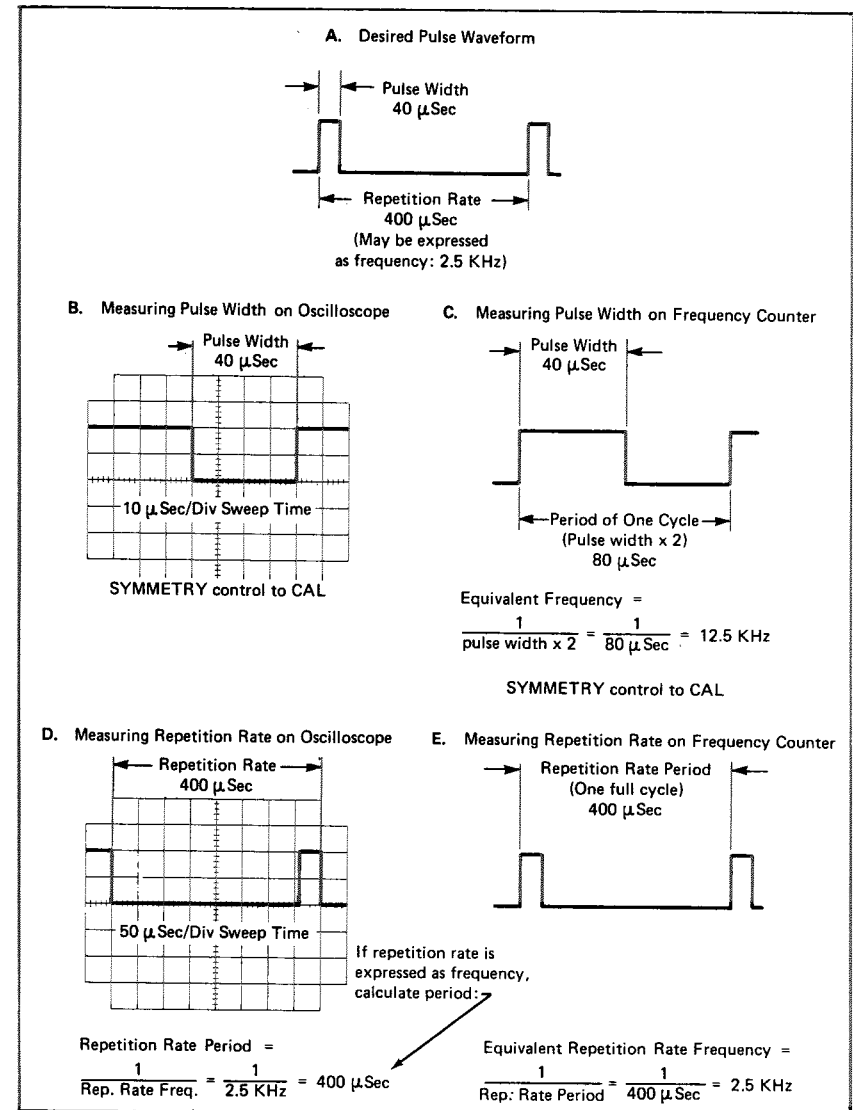 A. Desired Pulse Waveform
Pulse Width
40 µSec
Repetition Rate
400 µSec
(May be expressed
as frequency: 2.5 KHz)
B. Measuring Pulse Width on Oscilloscope
Pulse Width
40 µSec
10 µSec/Div Sweep Time
SYMMETRY control to CAL
C. Measuring Pulse Width on Frequency Counter
Pulse Width
40 µSec
Period of One Cycle
(Pulse width x 2)
80 µSec
Equivalent Frequency =
1 / pulse width x 2 = 1 / 80 µSec = 12.5 KHz
SYMMETRY control to CAL
D. Measuring Repetition Rate on Oscilloscope
Repetition Rate
400 µSec
50 µSec/Div Sweep Time
If repetition rate is
expressed as frequency,
calculate period:
Repetition Rate Period =
1 / Rep. Rate Freq. = 1 / 2.5 KHz = 400 µSec
E. Measuring Repetition Rate on Frequency Counter
Repetition Rate Period
(One full cycle)
400 µSec
Equivalent Repetition Rate Frequency =
1 / Rep. Rate Period = 1 / 400 µSec = 2.5 KHz